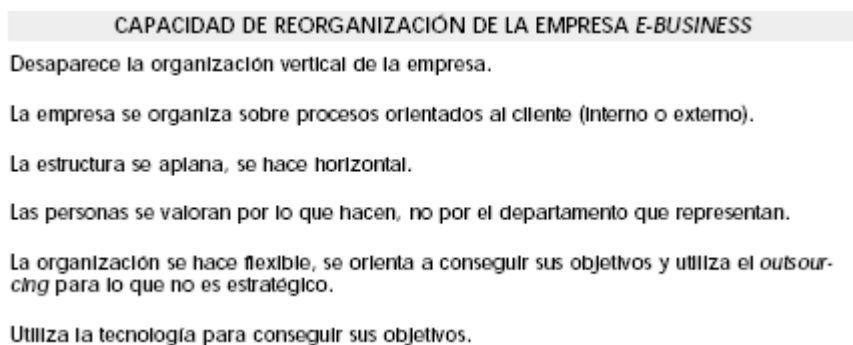 CAPACIDAD DE REORGANIZACIÓN DE LA EMPRESA E-BUSINESS
Desaparece la organización vertical de la empresa.
La empresa se organiza sobre procesos orientados al cliente (interno o externo).
La estructura se aplana, se hace horizontal.
Las personas se valoran por lo que hacen, no por el departamento que representan.
La organización se hace flexible, se orienta a conseguir sus objetivos y utiliza el outsour-
cing para lo que no es estratégico.
Utiliza la tecnología para conseguir sus objetivos.